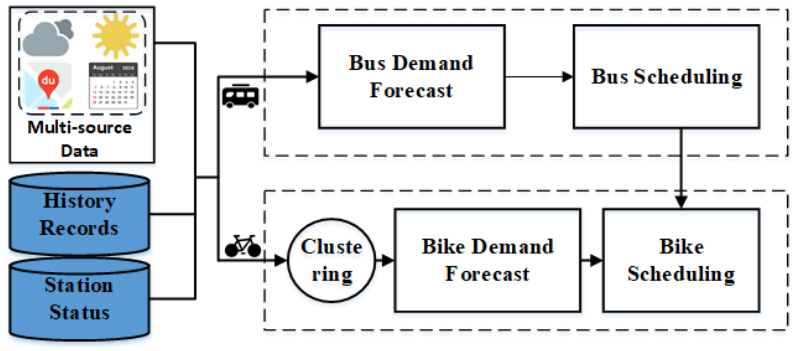 du
August 2018
Multi-source
Data
History
Records
Station
Status
Bus Demand
Forecast
Bus Scheduling
Cluste
ring
Bike Demand
Forecast
Bike
Scheduling